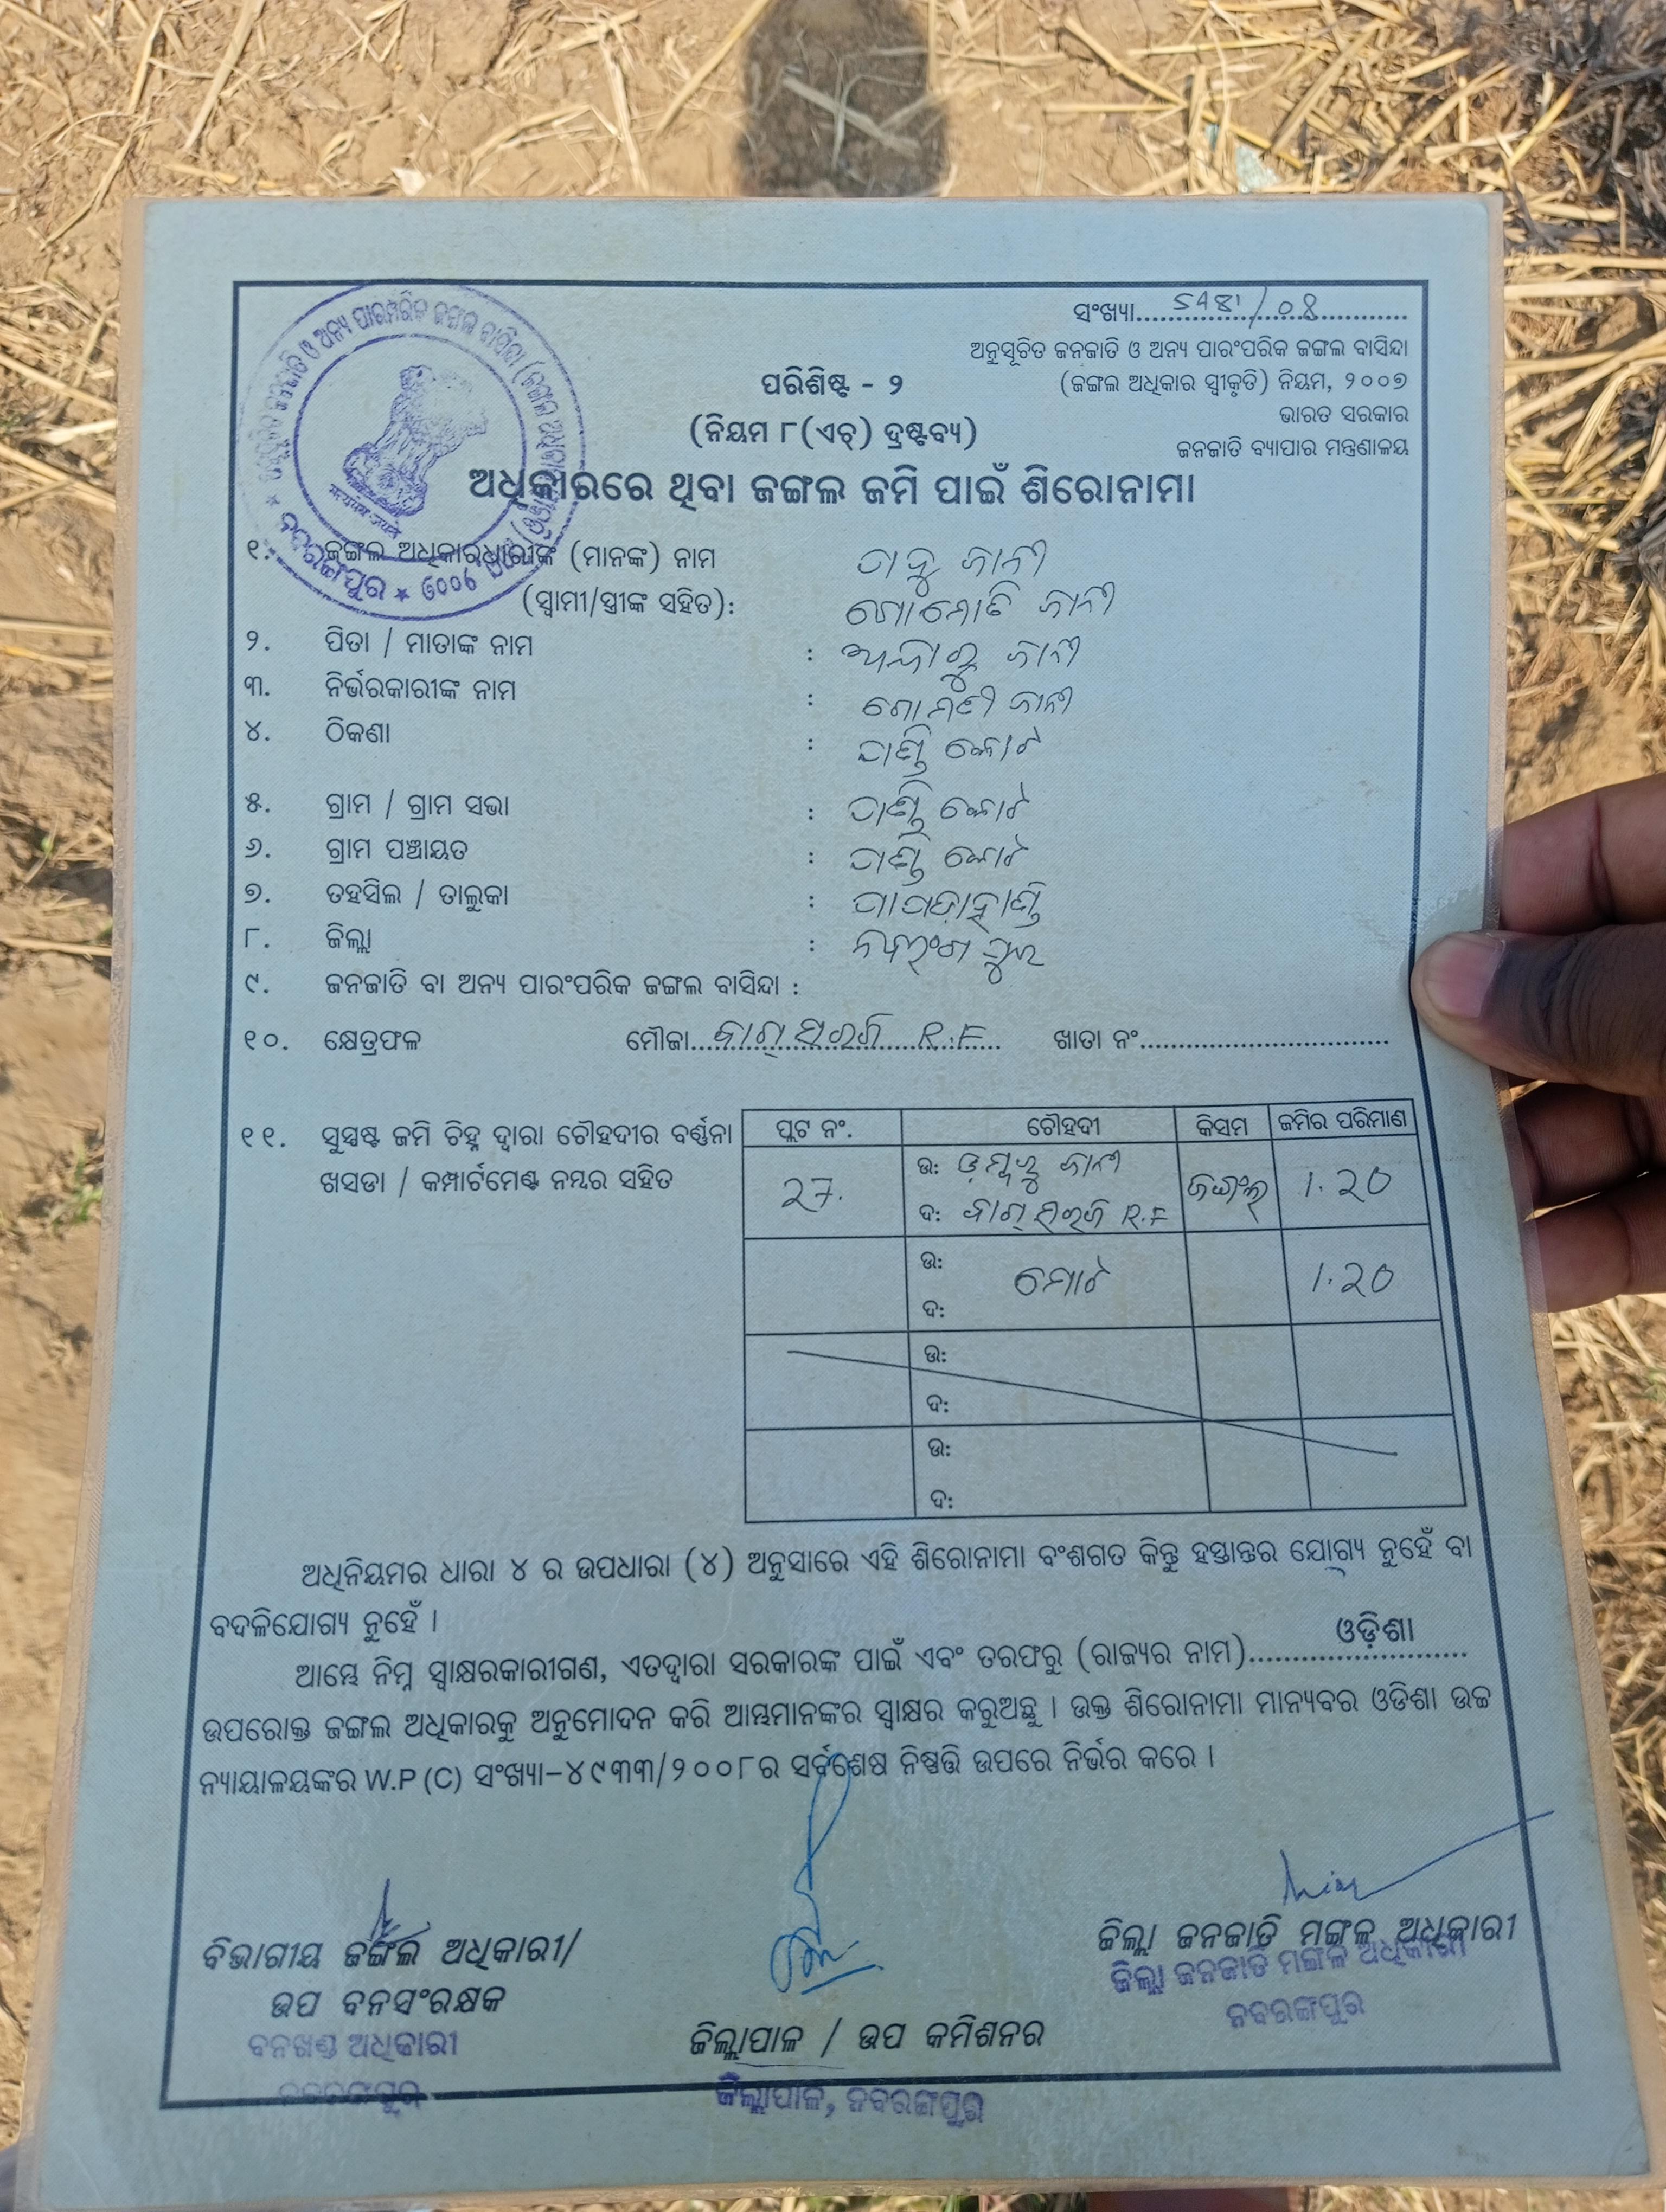 ସଂଖ୍ୟା
ଅନୁସୂଚିତ ଜନଜାତି ଓ ଅନ୍ୟ ପାରଂପରିକ ଜଙ୍ଗଲ ବାସିନ୍ଦା
(ଜଙ୍ଗଲ ଅଧିକାର ସ୍ୱୀକୃତି) ନିୟମ, ୨୦୦୭
ଭାରତ ସରକାର
ଜନଜାତି ବ୍ୟାପାର ମନ୍ତ୍ରଣାଳୟ
ପରିଶିଷ୍ଟ - ୨
(ନିୟମ ୮(ଏଚ୍) ଦ୍ରଷ୍ଟବ୍ୟ)
ଅଧିକାରରେ ଥିବା ଜଙ୍ଗଲ ଜମି ପାଇଁ ଶିରୋନାମା
୧. ଜଙ୍ଗଲ ଅଧିକାରଧାରୀଙ୍କ (ମାନଙ୍କ) ନାମ ଜାନୀ
(ସ୍ୱାମୀ/ସ୍ତ୍ରୀଙ୍କ ସହିତ): ଜାନୀ
୨. ପିତା / ମାତାଙ୍କ ନାମ : ଜାନୀ
୩. ନିର୍ଭରକାରୀଙ୍କ ନାମ : ଜାନୀ
୪. ଠିକଣା :
୫. ଗ୍ରାମ / ଗ୍ରାମ ସଭା :
୬. ଗ୍ରାମ ପଞ୍ଚାୟତ :
୭. ତହସିଲ / ତାଲୁକା : ପାପଡ଼ାହାଣ୍ଡି
୮. ଜିଲ୍ଲା : ନବରଂଗପୁର
୯. ଜନଜାତି ବା ଅନ୍ୟ ପାରଂପରିକ ଜଙ୍ଗଲ ବାସିନ୍ଦା :
୧୦. କ୍ଷେତ୍ରଫଳ ମୌଜା R.F ଖାତା ନଂ
୧୧. ସୁସ୍ପଷ୍ଟ ଜମି ଚିହ୍ନ ଦ୍ୱାରା ଚୌହଦୀର ବର୍ଣ୍ଣନା
ଖସଡା / କମ୍ପାର୍ଟମେଣ୍ଟ ନମ୍ବର ସହିତ
ପ୍ଲଟ ନଂ. ଚୌହଦୀ କିସମ ଜମିର ପରିମାଣ
27. ଉ: ଜାନୀ ଜଙ୍ଗଲ 1.20
ଦ: R.F
ଉ: ମୋଟ 1.20
ଦ:
ଉ:
ଦ:
ଉ:
ଦ:
ଅଧିନିୟମର ଧାରା ୪ ର ଉପଧାରା (୪) ଅନୁସାରେ ଏହି ଶିରୋନାମା ବଂଶଗତ କିନ୍ତୁ ହସ୍ତାନ୍ତର ଯୋଗ୍ୟ ନୁହେଁ ବା
ବଦଳିଯୋଗ୍ୟ ନୁହେଁ ।
ଆମ୍ଭେ ନିମ୍ନ ସ୍ୱାକ୍ଷରକାରୀଗଣ, ଏତଦ୍ୱାରା ସରକାରଙ୍କ ପାଇଁ ଏବଂ ତରଫରୁ (ରାଜ୍ୟର ନାମ) ଓଡ଼ିଶା
ଉପରୋକ୍ତ ଜଙ୍ଗଲ ଅଧିକାରକୁ ଅନୁମୋଦନ କରି ଆମ୍ଭମାନଙ୍କର ସ୍ୱାକ୍ଷର କରୁଅଛୁ । ଉକ୍ତ ଶିରୋନାମା ମାନ୍ୟବର ଓଡିଶା ଉଚ୍ଚ
ନ୍ୟାୟାଳୟଙ୍କର W.P (C) ସଂଖ୍ୟା-୪୯୩୩/୨୦୦୮ର ସର୍ବଶେଷ ନିଷ୍ପତ୍ତି ଉପରେ ନିର୍ଭର କରେ ।
ବିଭାଗୀୟ ଜଙ୍ଗଲ ଅଧିକାରୀ/
ଉପ ବନସଂରକ୍ଷକ
ବନଖଣ୍ଡ ଅଧିକାରୀ
ଜିଲ୍ଲାପାଳ / ଉପ କମିଶନର
ଜିଲ୍ଲାପାଳ, ନବରଙ୍ଗପୁର
ଜିଲ୍ଲା ଜନଜାତି ମଙ୍ଗଳ ଅଧିକାରୀ
ଜିଲ୍ଲା ଜନଜାତି ମଙ୍ଗଳ ଅଧିକାରୀ
ନବରଙ୍ଗପୁର